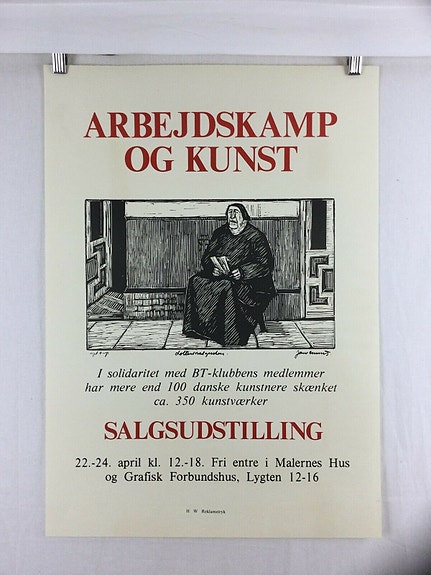 ARBEJDSKAMP
OG KUNST
I solidaritet med BT-klubbens medlemmer
har mere end 100 danske kunstnere skænket
ca. 350 kunstværker
SALGSUDSTILLING
22.-24. april kl. 12.-18. Fri entre i Malernes Hus
og Grafisk Forbundshus, Lygten 12-16
H W Reklametryk